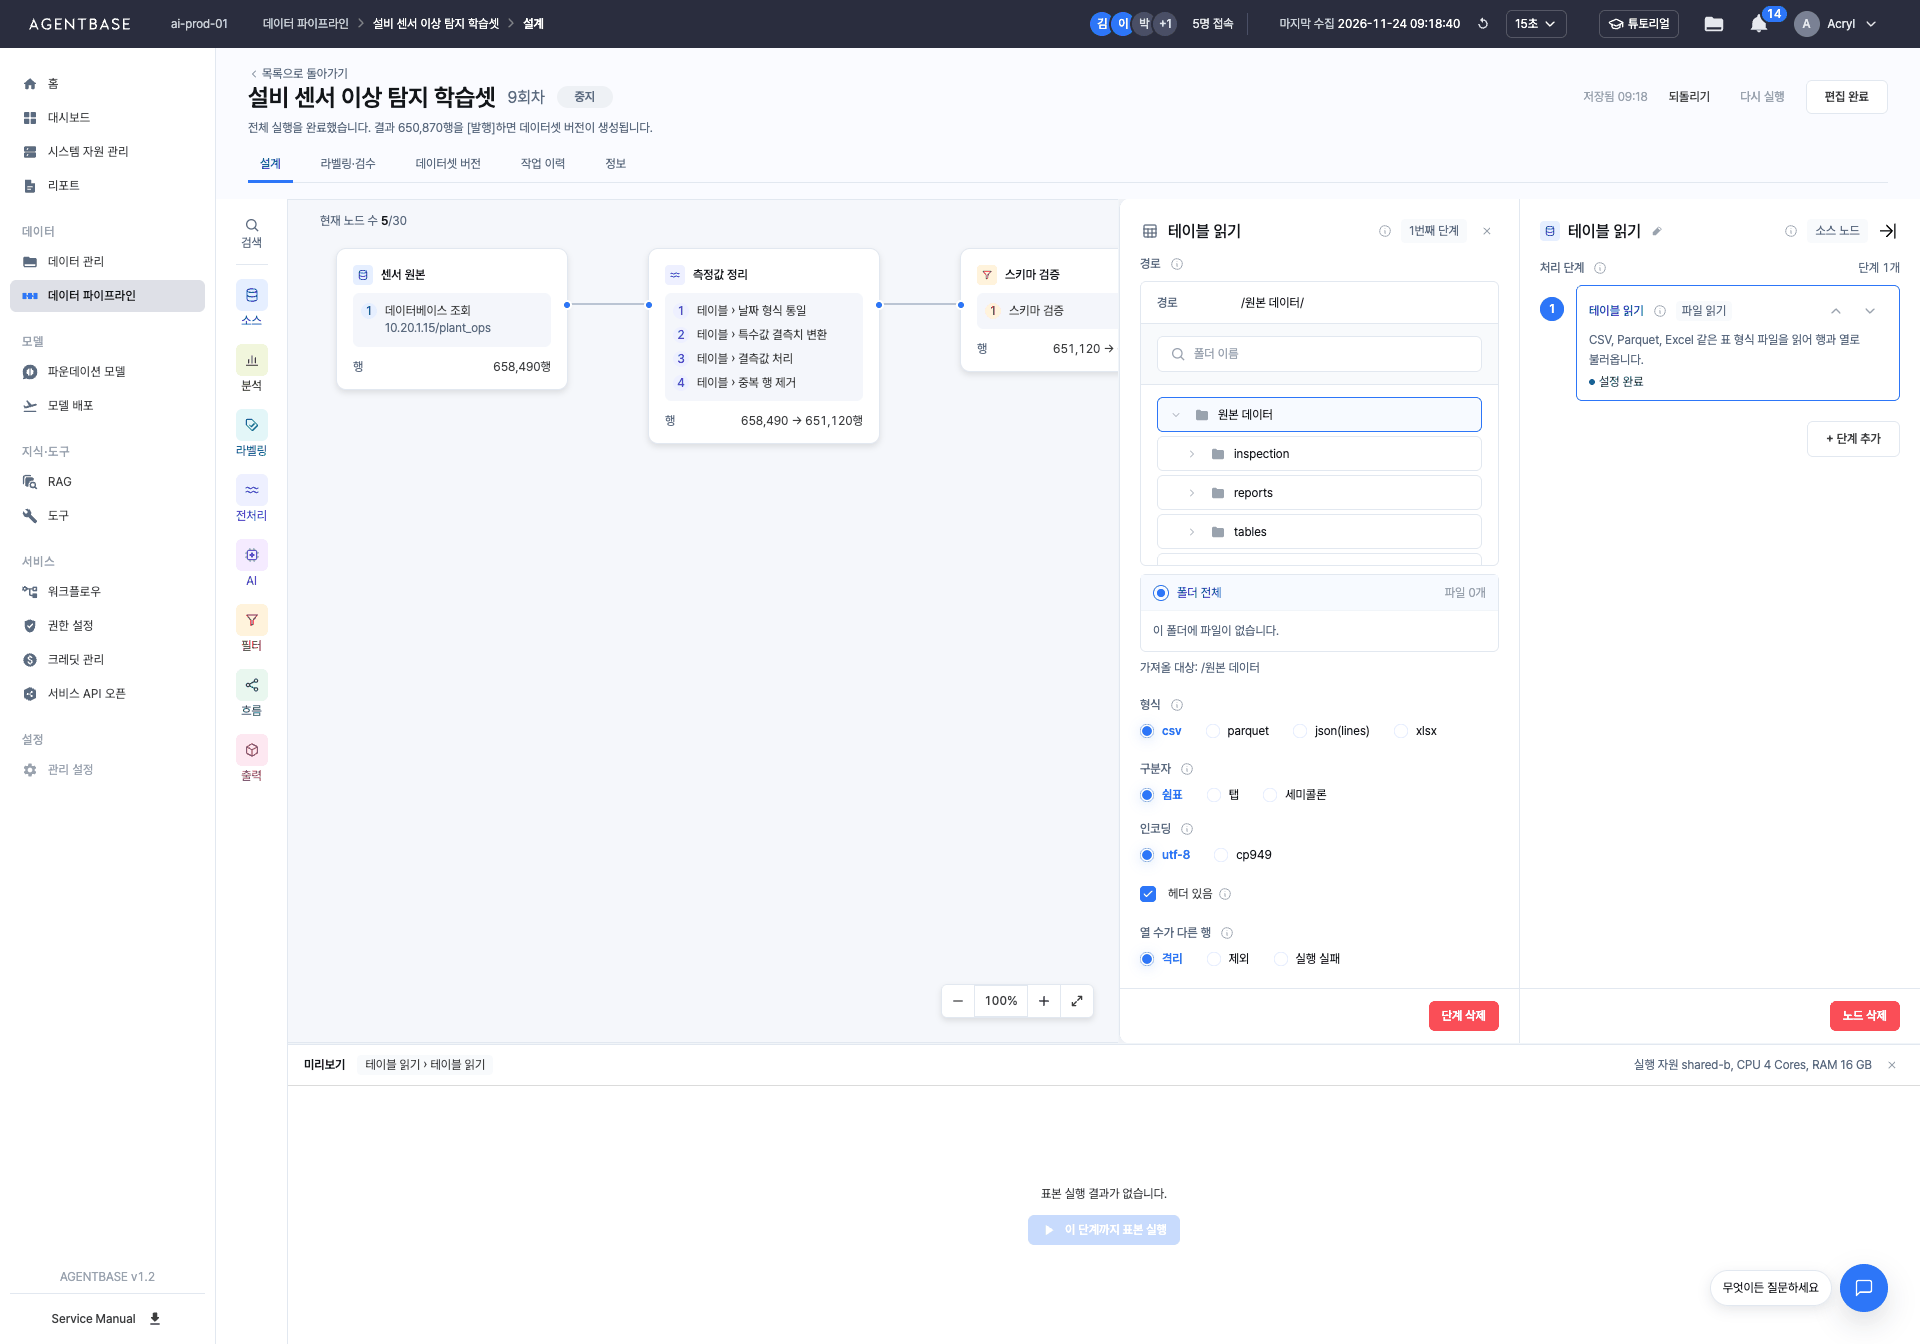 AGENTBASE
ai-prod-01
데이터 파이프라인 > 설비 센서 이상 탐지 학습셋 > 설계
김 이 박 +1 5명 접속
마지막 수집 2026-11-24 09:18:40
15초
튜토리얼
14
A Acryl
홈
대시보드
시스템 자원 관리
리포트
데이터
데이터 관리
데이터 파이프라인
모델
파운데이션 모델
모델 배포
지식·도구
RAG
도구
서비스
워크플로우
권한 설정
크레딧 관리
서비스 API 오픈
설정
관리 설정
AGENTBASE v1.2
Service Manual
목록으로 돌아가기
설비 센서 이상 탐지 학습셋 9회차 중지
저장됨 09:18 되돌리기 다시 실행 편집 완료
전체 실행을 완료했습니다. 결과 650,870행을 [발행]하면 데이터셋 버전이 생성됩니다.
설계 라벨링·검수 데이터셋 버전 작업 이력 정보
검색
소스
분석
라벨링
전처리
AI
필터
흐름
출력
현재 노드 수 5/30
센서 원본
1 데이터베이스 조회
10.20.1.15/plant_ops
행 658,490행
측정값 정리
1 테이블 › 날짜 형식 통일
2 테이블 › 특수값 결측치 변환
3 테이블 › 결측값 처리
4 테이블 › 중복 행 제거
행 658,490 → 651,120행
스키마 검증
1 스키마 검증
행 651,120 →
100%
테이블 읽기 1번째 단계
경로
경로 /원본 데이터/
폴더 이름
원본 데이터
inspection
reports
tables
폴더 전체 파일 0개
이 폴더에 파일이 없습니다.
가져올 대상: /원본 데이터
형식
csv parquet json(lines) xlsx
구분자
쉼표 탭 세미콜론
인코딩
utf-8 cp949
헤더 있음
열 수가 다른 행
격리 제외 실행 실패
단계 삭제
테이블 읽기 소스 노드
처리 단계 단계 1개
1 테이블 읽기 파일 읽기
CSV, Parquet, Excel 같은 표 형식 파일을 읽어 행과 열로
불러옵니다.
설정 완료
+ 단계 추가
노드 삭제
미리보기 테이블 읽기 › 테이블 읽기
실행 자원 shared-b, CPU 4 Cores, RAM 16 GB
표본 실행 결과가 없습니다.
이 단계까지 표본 실행
무엇이든 질문하세요